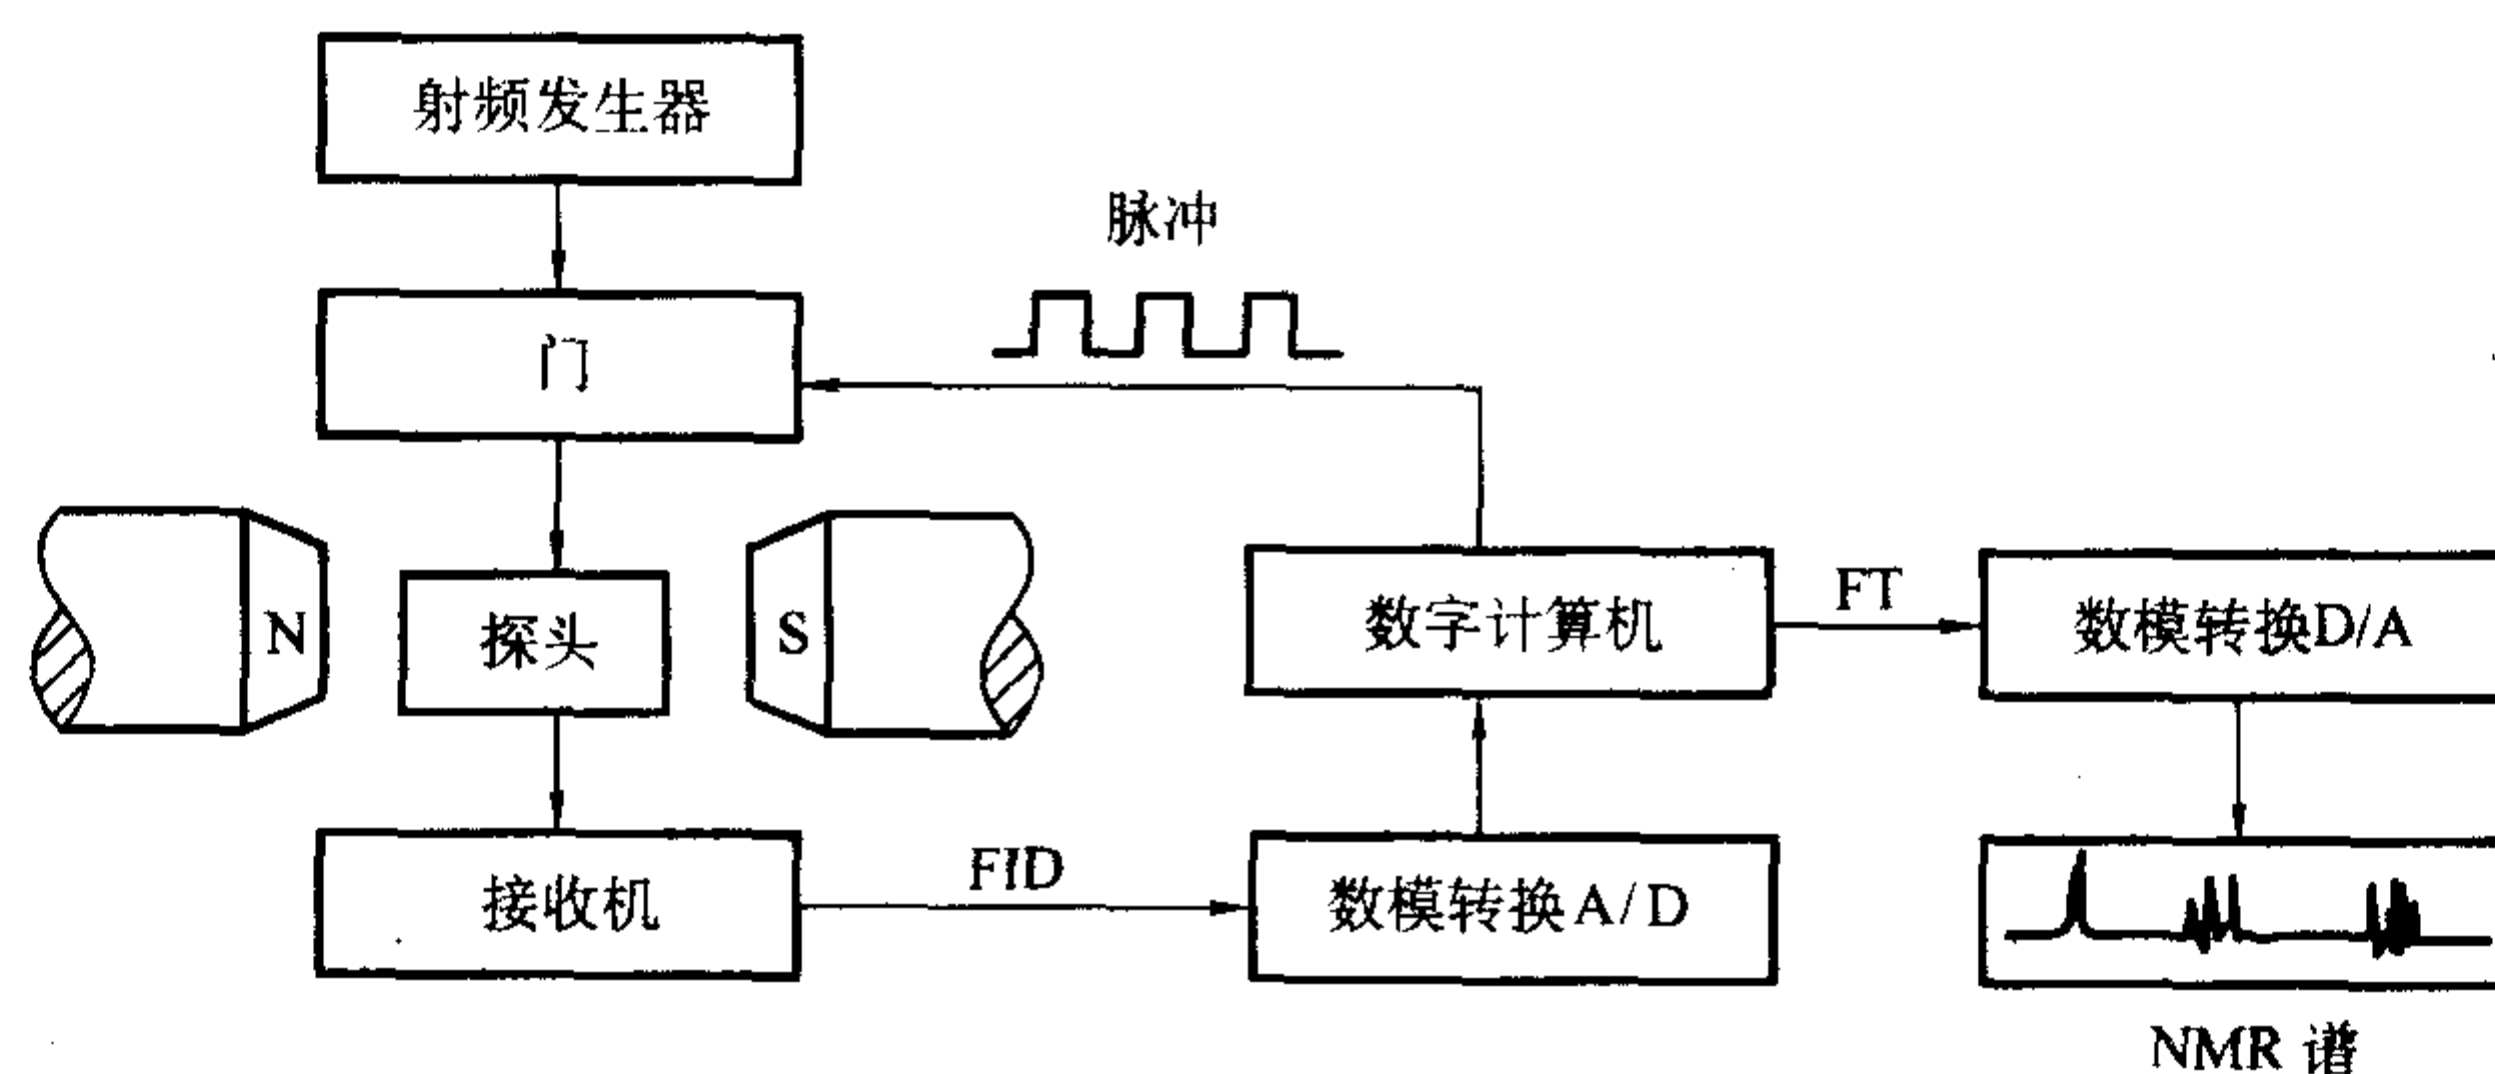 射频发生器
脉冲
门
N
探头
S
数字计算机
FT
数模转换D/A
接收机
FID
数模转换A/D
NMR 谱